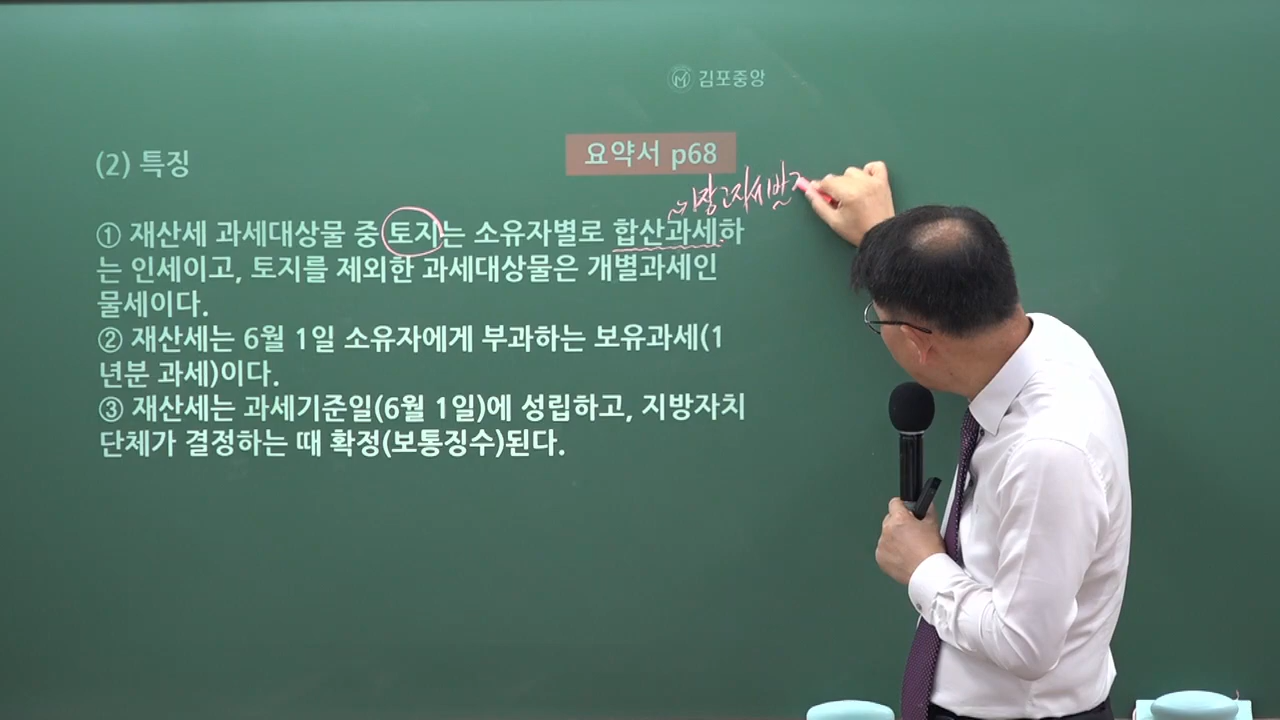 김포중앙
(2) 특징
요약서 p68
① 재산세 과세대상물 중 토지는 소유자별로 합산과세하
는 인세이고, 토지를 제외한 과세대상물은 개별과세인
물세이다.
② 재산세는 6월 1일 소유자에게 부과하는 보유과세(1
년분 과세)이다.
③ 재산세는 과세기준일(6월 1일)에 성립하고, 지방자치
단체가 결정하는 때 확정(보통징수)된다.